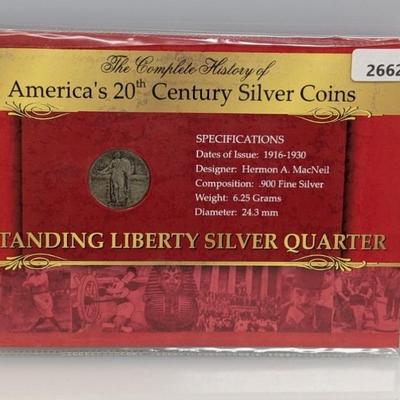 The Complete History of
2662
America's 20th Century Silver Coins
SPECIFICATIONS
Dates of Issue: 1916-1930
Designer: Hermon A. MacNeil
Composition: .900 Fine Silver
Weight: 6.25 Grams
Diameter: 24.3 mm
TANDING LIBERTY SILVER QUARTER